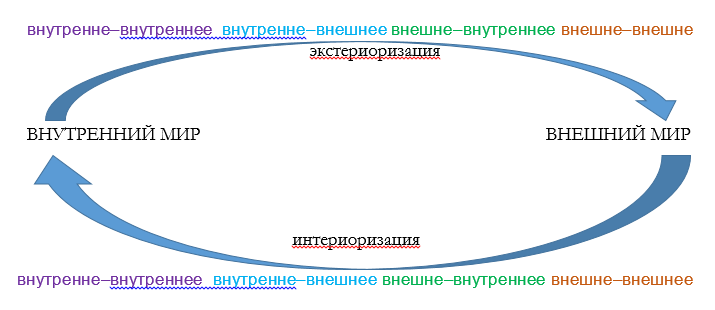 внутренне–внутреннее внутренне–внешнее внешне–внутреннее внешне–внешне
экстериоризация
ВНУТРЕННИЙ МИР ВНЕШНИЙ МИР
интериоризация
внутренне–внутреннее внутренне–внешнее внешне–внутреннее внешне–внешнее